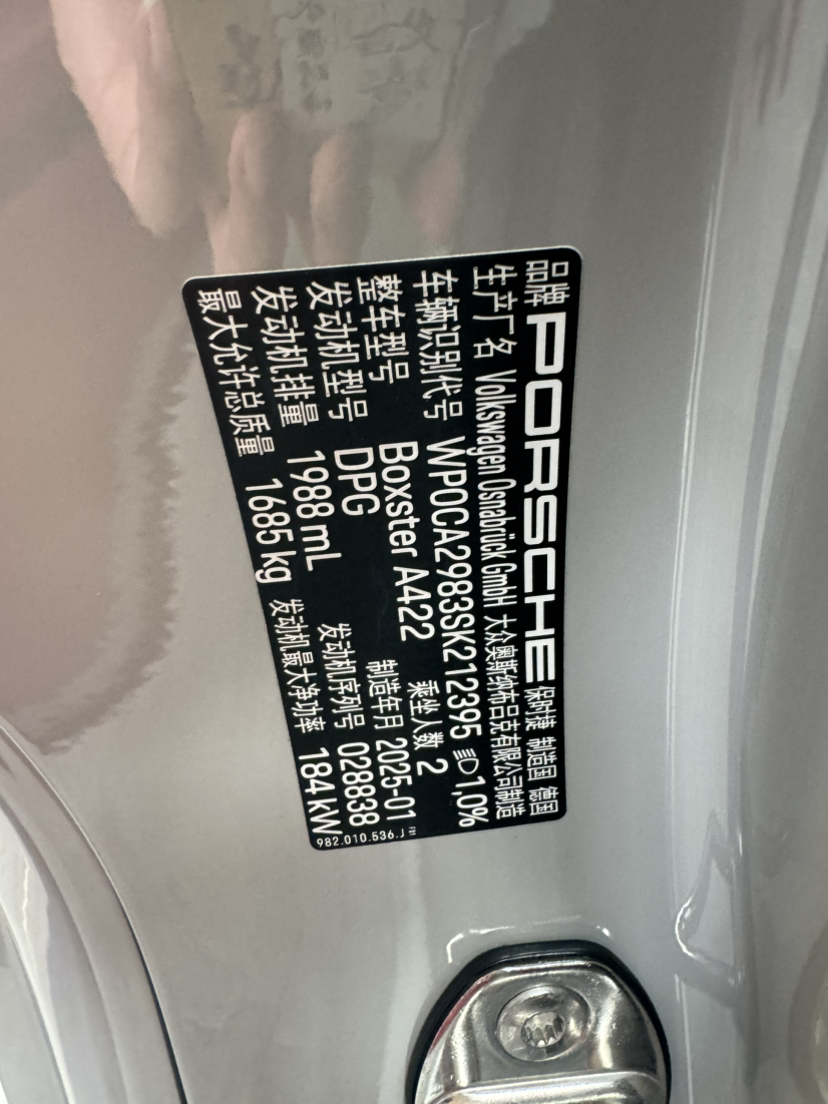 品牌 PORSCHE 保时捷 制造国 德国
生产厂名 Volkswagen Osnabrück GmbH 大众奥斯纳布吕克有限公司制造
车辆识别代号 WP0CA2983SK212395 1,0%
整车型号 Boxster A422 乘坐人数 2
发动机型号 DPG 制造年月 2025-01
发动机排量 1988 mL 发动机序列号 028838
最大允许总质量 1685 kg 发动机最大净功率 184 kW
982.010.536.J